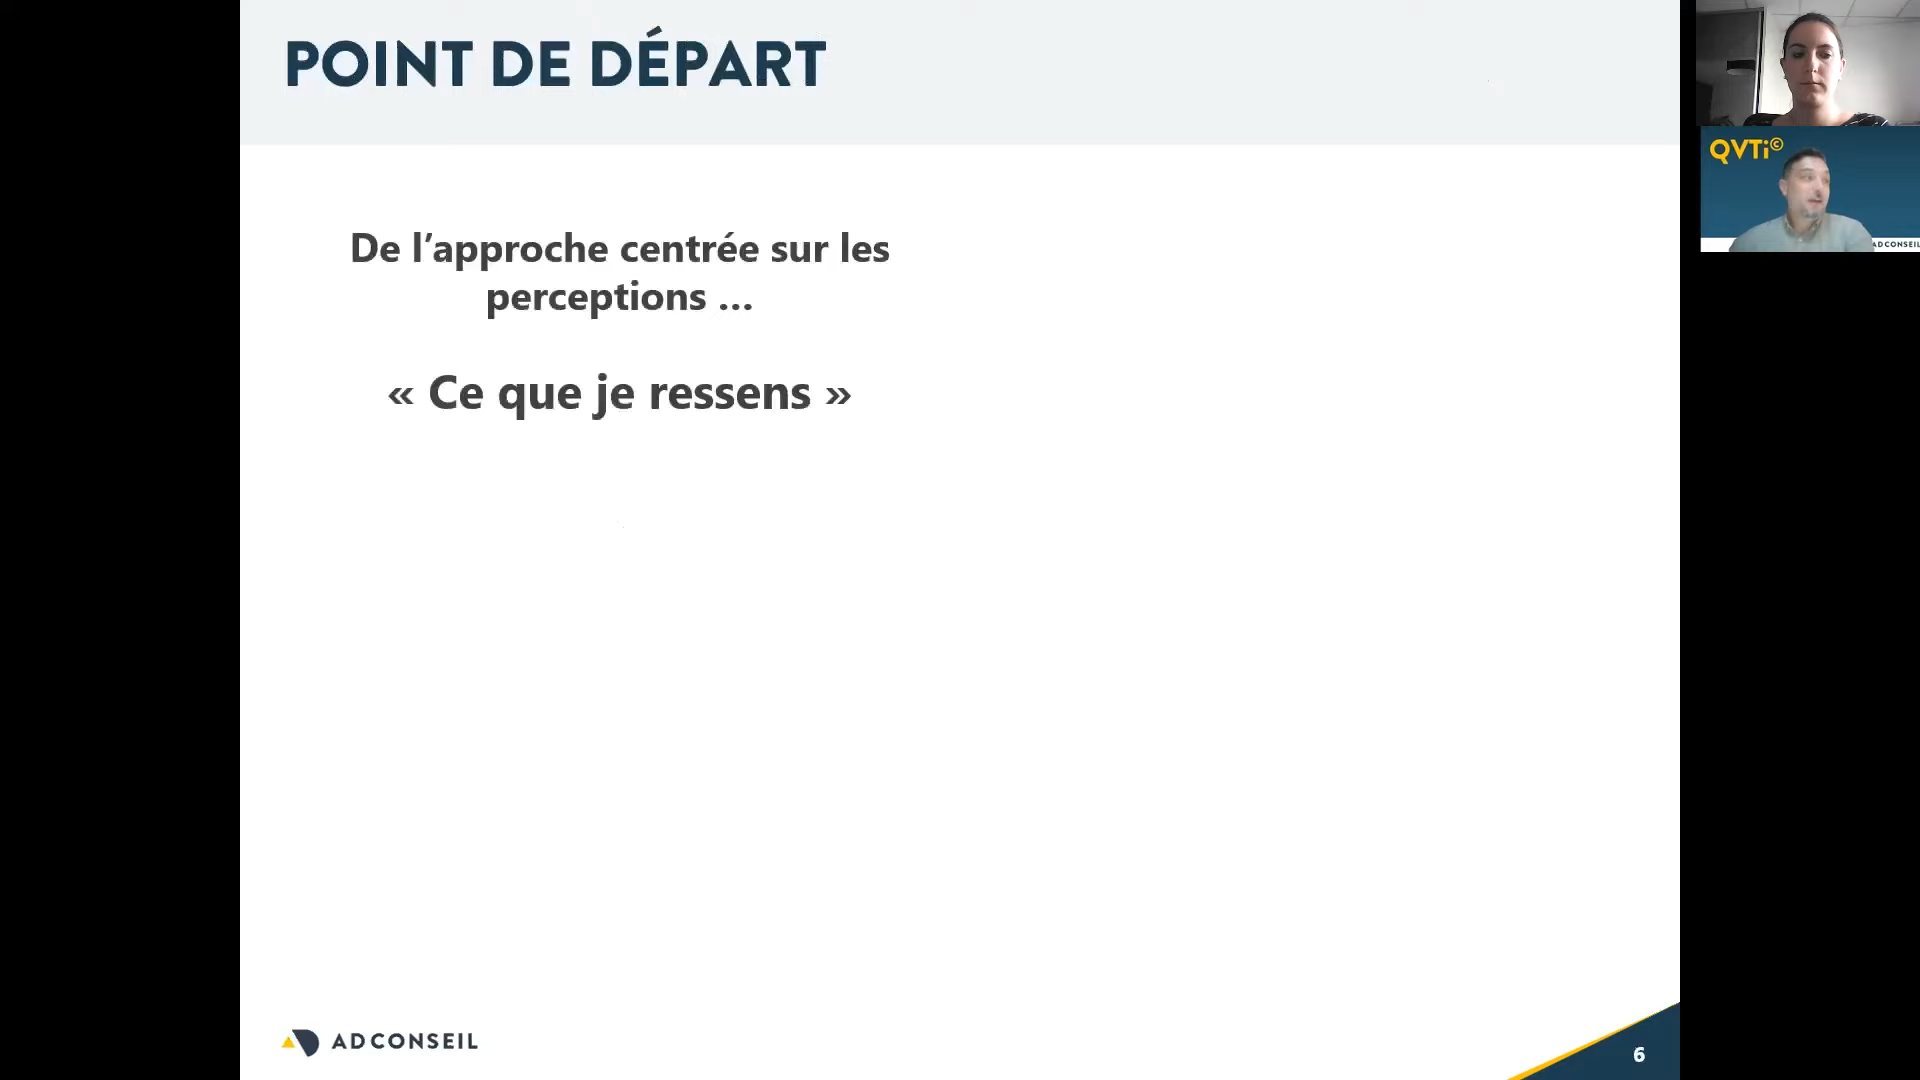 POINT DE DÉPART
De l’approche centrée sur les
perceptions ...
« Ce que je ressens »
ADCONSEIL
6
QVTi©
ADCONSEIL